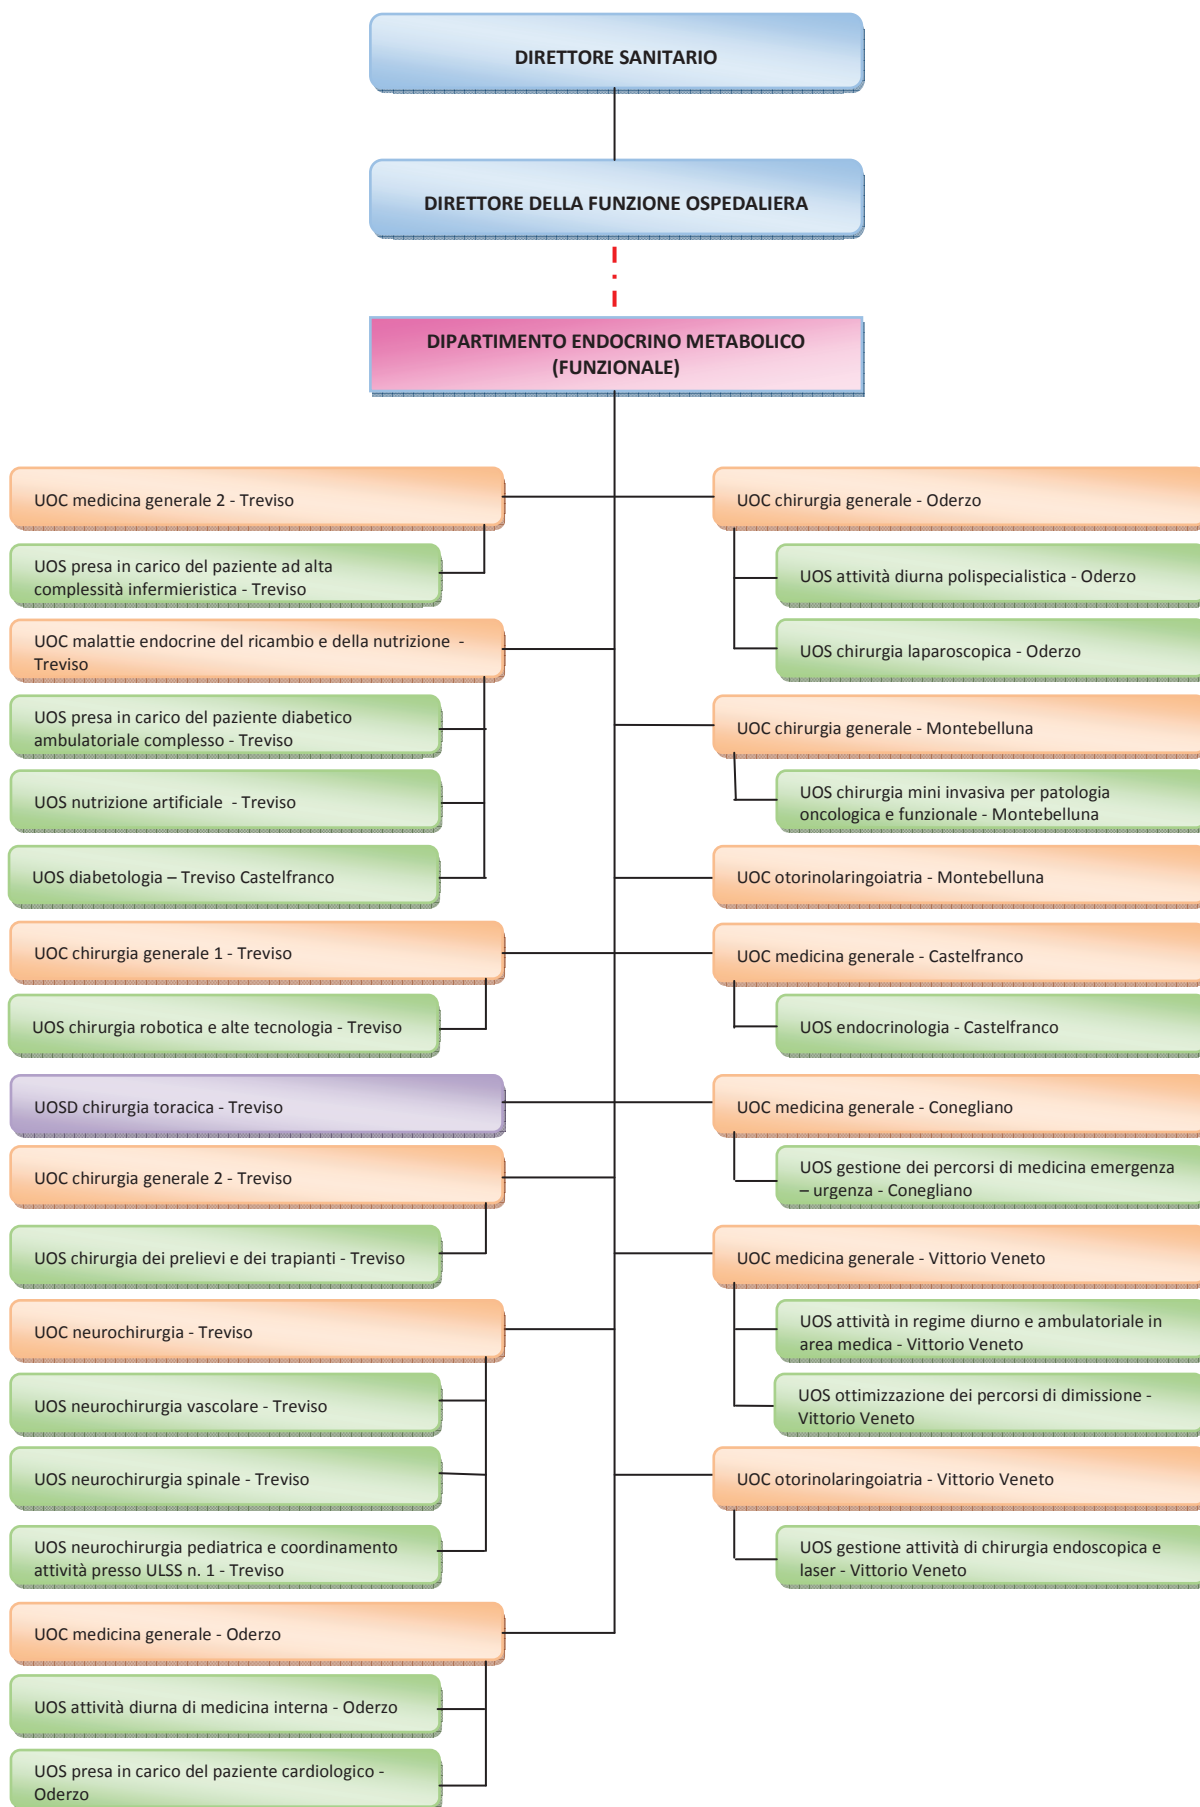 DIRETTORE SANITARIO
DIRETTORE DELLA FUNZIONE OSPEDALIERA
DIPARTIMENTO ENDOCRINO METABOLICO
(FUNZIONALE)
UOC medicina generale 2 - Treviso
UOS presa in carico del paziente ad alta
complessità infermieristica - Treviso
UOC malattie endocrine del ricambio e della nutrizione -
Treviso
UOS presa in carico del paziente diabetico
ambulatoriale complesso - Treviso
UOS nutrizione artificiale - Treviso
UOS diabetologia – Treviso Castelfranco
UOC chirurgia generale 1 - Treviso
UOS chirurgia robotica e alte tecnologia - Treviso
UOSD chirurgia toracica - Treviso
UOC chirurgia generale 2 - Treviso
UOS chirurgia dei prelievi e dei trapianti - Treviso
UOC neurochirurgia - Treviso
UOS neurochirurgia vascolare - Treviso
UOS neurochirurgia spinale - Treviso
UOS neurochirurgia pediatrica e coordinamento
attività presso ULSS n. 1 - Treviso
UOC medicina generale - Oderzo
UOS attività diurna di medicina interna - Oderzo
UOS presa in carico del paziente cardiologico -
Oderzo
UOC chirurgia generale - Oderzo
UOS attività diurna polispecialistica - Oderzo
UOS chirurgia laparoscopica - Oderzo
UOC chirurgia generale - Montebelluna
UOS chirurgia mini invasiva per patologia
oncologica e funzionale - Montebelluna
UOC otorinolaringoiatria - Montebelluna
UOC medicina generale - Castelfranco
UOS endocrinologia - Castelfranco
UOC medicina generale - Conegliano
UOS gestione dei percorsi di medicina emergenza
– urgenza - Conegliano
UOC medicina generale - Vittorio Veneto
UOS attività in regime diurno e ambulatoriale in
area medica - Vittorio Veneto
UOS ottimizzazione dei percorsi di dimissione -
Vittorio Veneto
UOC otorinolaringoiatria - Vittorio Veneto
UOS gestione attività di chirurgia endoscopica e
laser - Vittorio Veneto